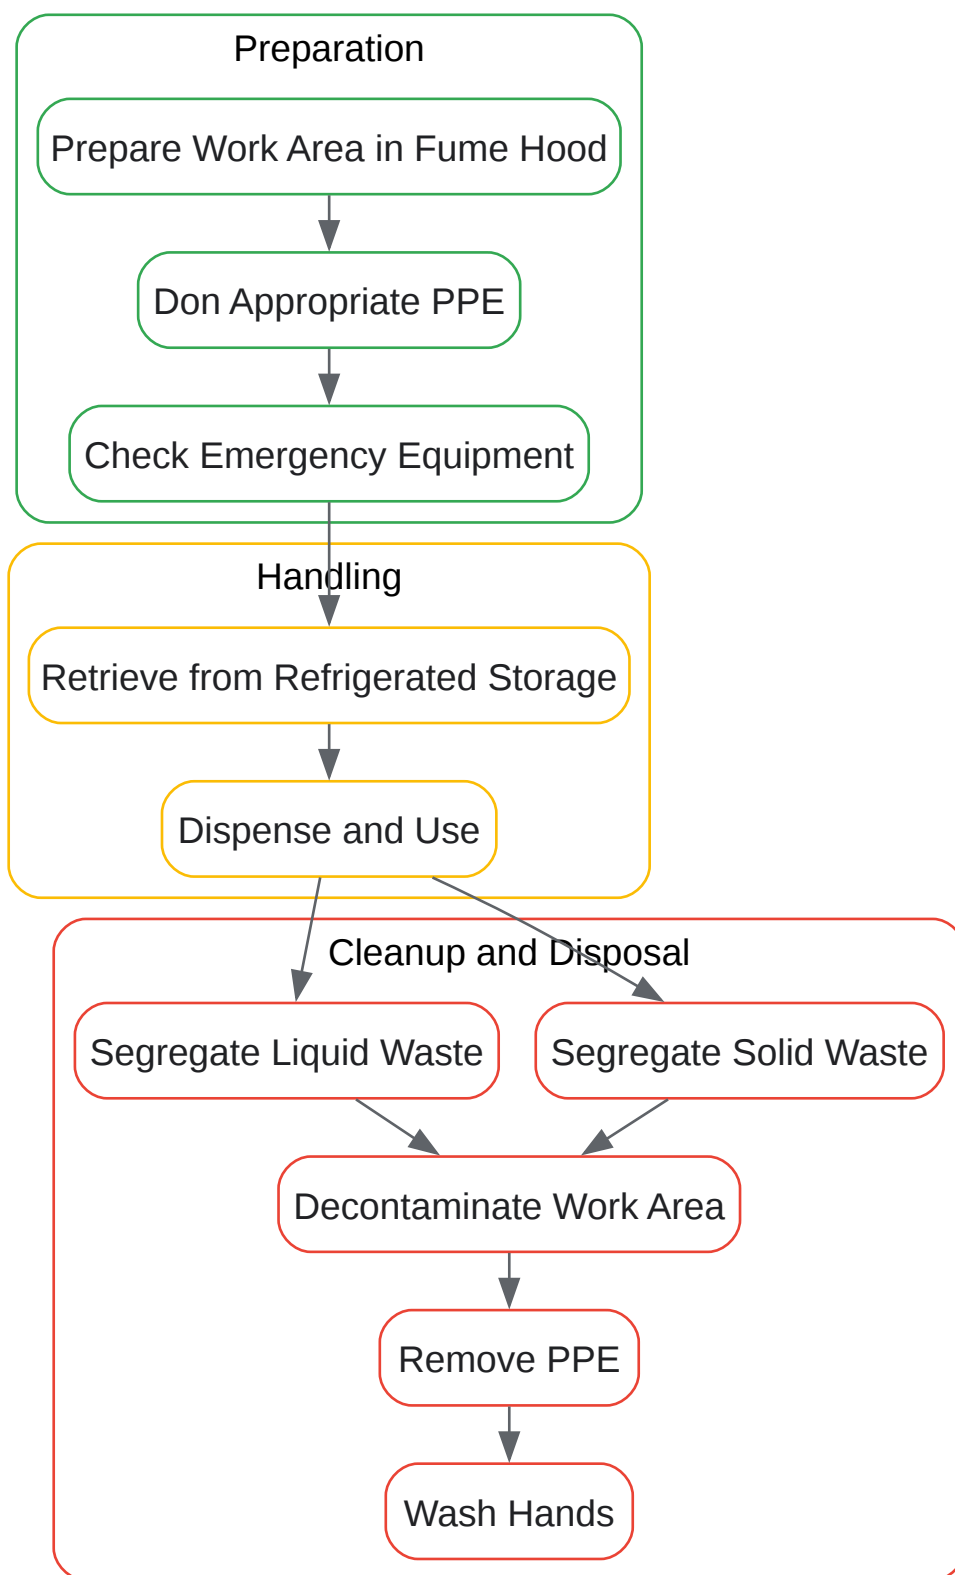 Preparation
Prepare Work Area in Fume Hood
Don Appropriate PPE
Check Emergency Equipment
Handling
Retrieve from Refrigerated Storage
Dispense and Use
Cleanup and Disposal
Segregate Liquid Waste
Segregate Solid Waste
Decontaminate Work Area
Remove PPE
Wash Hands